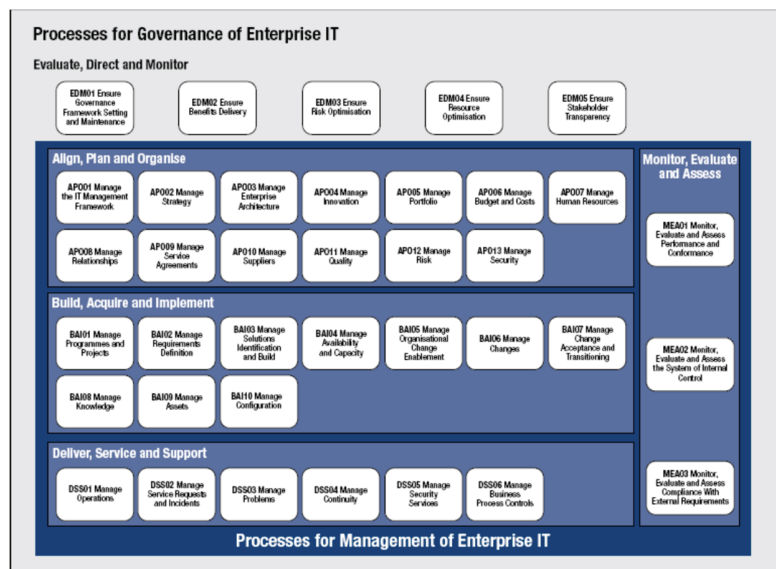 Processes for Governance of Enterprise IT
Evaluate, Direct and Monitor
EDM01 Ensure
Governance
Framework Setting
and Maintenance
EDM02 Ensure
Benefits Delivery
EDM03 Ensure
Risk Optimisation
EDM04 Ensure
Resource
Optimisation
EDM05 Ensure
Stakeholder
Transparency
Align, Plan and Organise
APO01 Manage
the IT Management
Framework
APO02 Manage
Strategy
APO03 Manage
Enterprise
Architecture
APO04 Manage
Innovation
APO05 Manage
Portfolio
APO06 Manage
Budget and Costs
APO07 Manage
Human Resources
APO08 Manage
Relationships
APO09 Manage
Service
Agreements
APO10 Manage
Suppliers
APO11 Manage
Quality
APO12 Manage
Risk
APO13 Manage
Security
Build, Acquire and Implement
BAI01 Manage
Programmes and
Projects
BAI02 Manage
Requirements
Definition
BAI03 Manage
Solutions
Identification
and Build
BAI04 Manage
Availability
and Capacity
BAI05 Manage
Organisational
Change
Enablement
BAI06 Manage
Changes
BAI07 Manage
Change
Acceptance and
Transitioning
BAI08 Manage
Knowledge
BAI09 Manage
Assets
BAI10 Manage
Configuration
Deliver, Service and Support
DSS01 Manage
Operations
DSS02 Manage
Service Requests
and Incidents
DSS03 Manage
Problems
DSS04 Manage
Continuity
DSS05 Manage
Security
Services
DSS06 Manage
Business
Process Controls
Monitor, Evaluate
and Assess
MEA01 Monitor,
Evaluate and Assess
Performance and
Conformance
MEA02 Monitor,
Evaluate and Assess
the System of Internal
Control
MEA03 Monitor,
Evaluate and Assess
Compliance With
External Requirements
Processes for Management of Enterprise IT